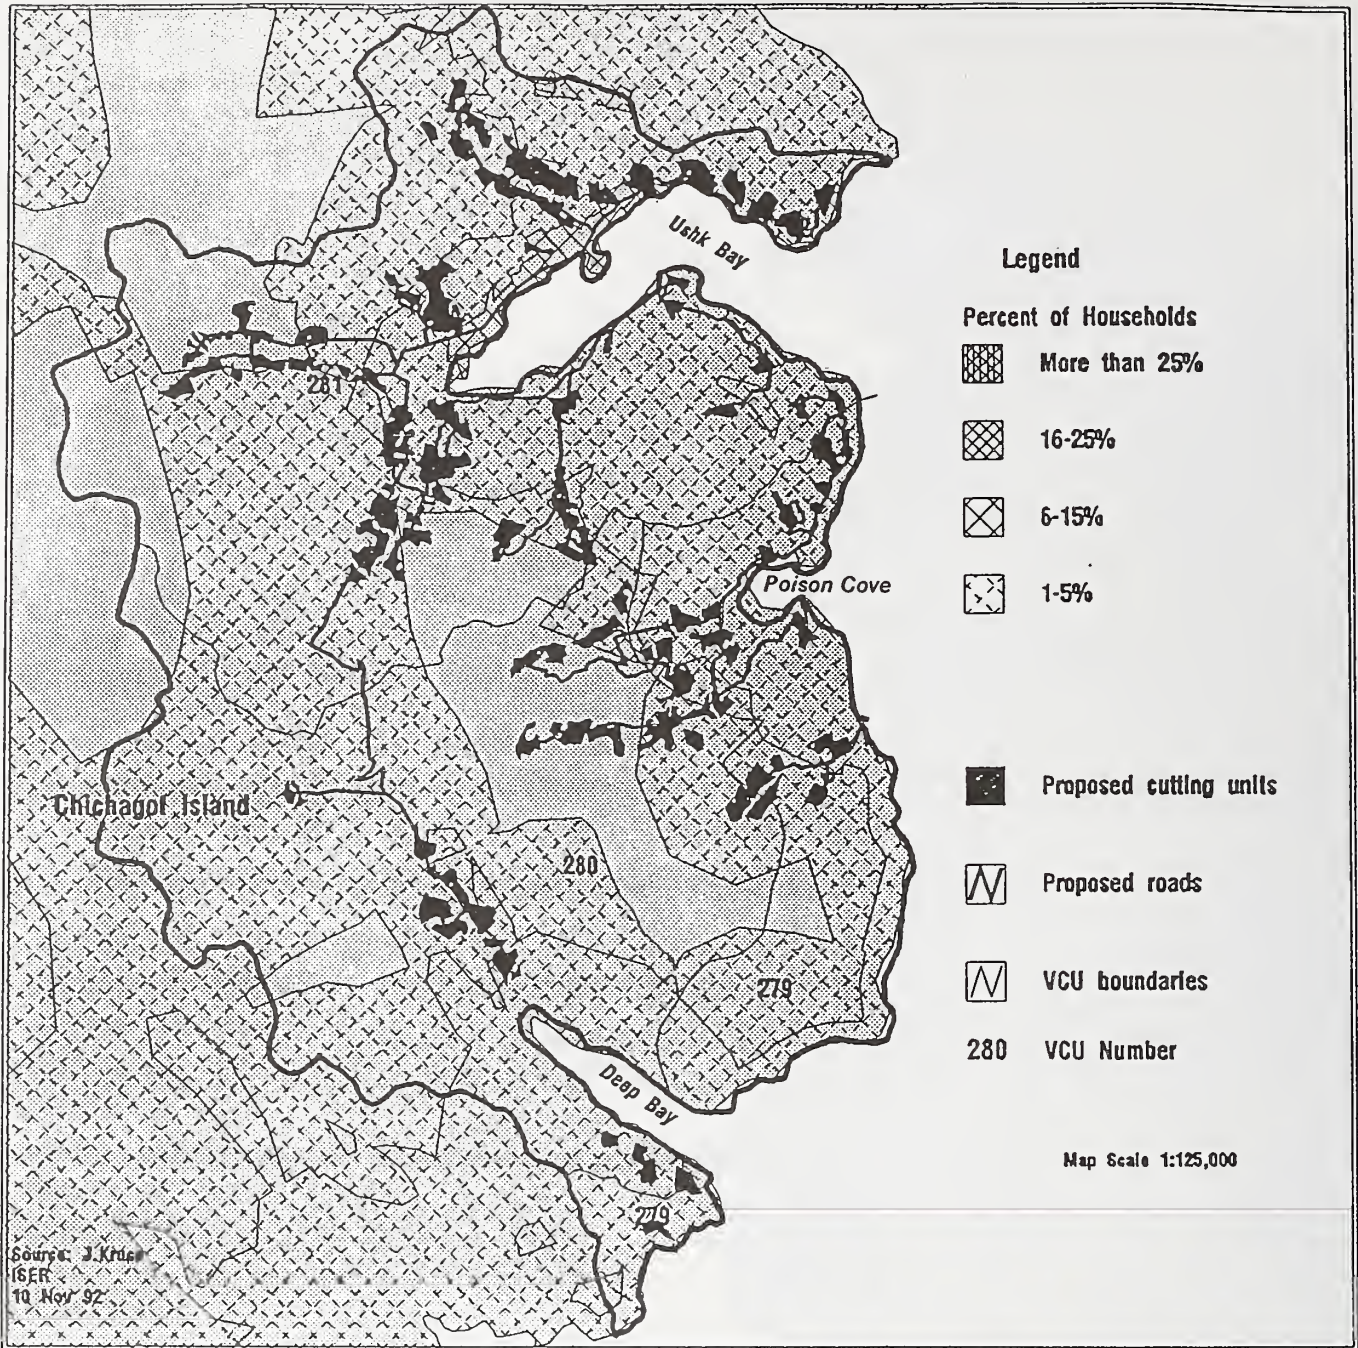 Ushk Bay
Legend
Percent of Households
More than 25%
281
16-25%
6-15%
Poison Cove
1-5%
Chichagof Island
Proposed cutting units
280
Proposed roads
279
VCU boundaries
280 VCU Number
Deep Bay
Map Scale 1:125,000
279
Source: J.Kruse
ISER
10 Nov 92